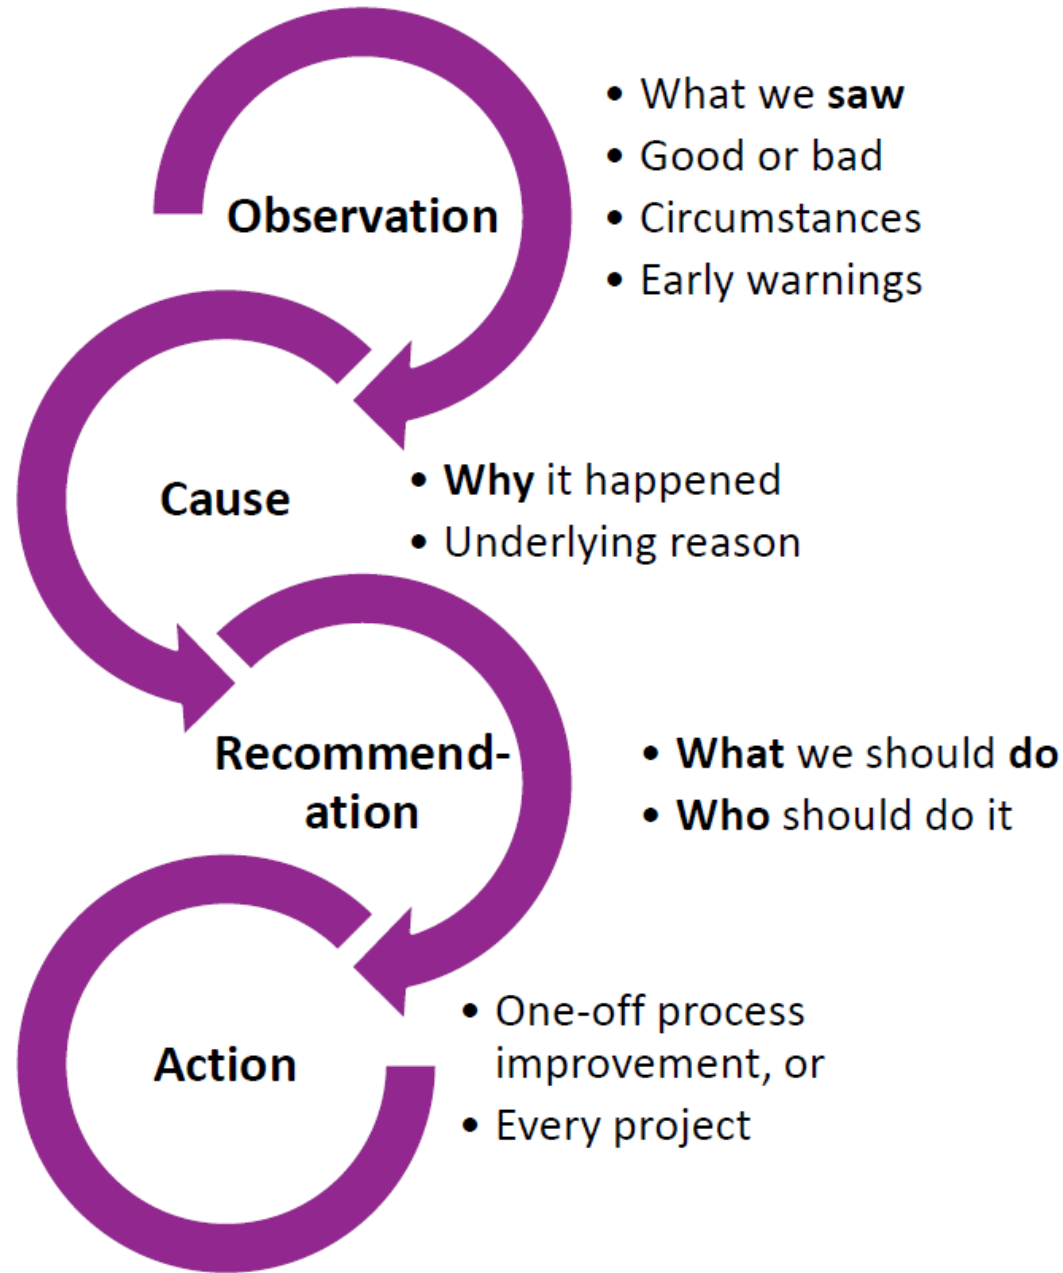 Observation
• What we saw
• Good or bad
• Circumstances
• Early warnings
Cause
• Why it happened
• Underlying reason
Recommend-
ation
• What we should do
• Who should do it
Action
• One-off process
improvement, or
• Every project